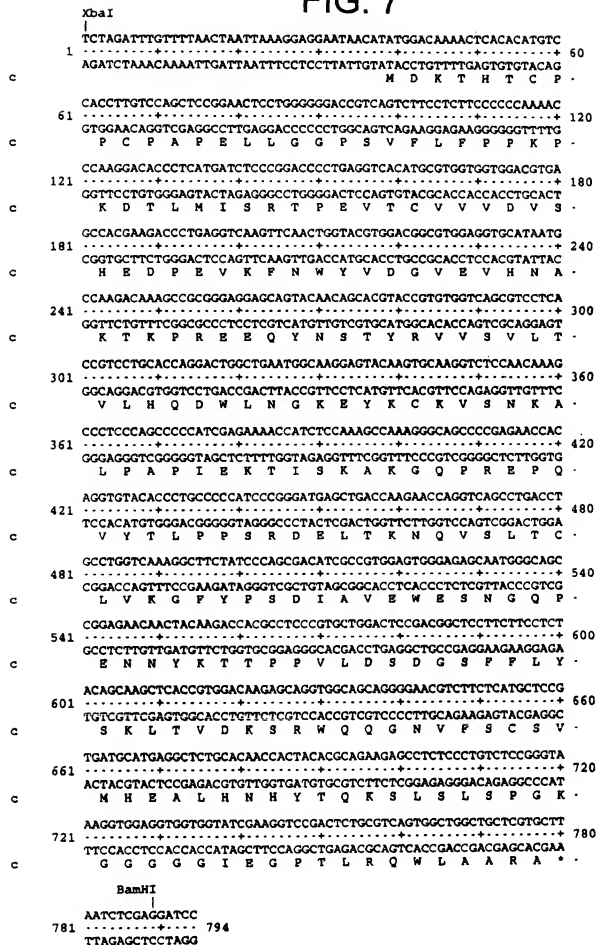 FIG. 7
XbaI
|
TCTAGATTTGTTTTAACTAATTAAAGGAGGAATAACATATGGACAAAACTCACACATGTC
1 ---------+---------+---------+---------+---------+---------+ 60
AGATCTAAACAAAATTGATTAATTTCCTCCTTATTGTATACCTGTTTTGAGTGTGTACAG
c M D K T H T C P -
CACCTTGTCCAGCTCCGGAACTCCTGGGGGGACCGTCAGTCTTCCTCTTCCCCCCAAAAC
61 ---------+---------+---------+---------+---------+---------+ 120
GTGGAACAGGTCGAGGCCTTGAGGACCCCCCTGGCAGTCAGAAGGAGAAGGGGGGTTTTG
c P C P A P E L L G G P S V F L F P P K P -
CCAAGGACACCCTCATGATCTCCCGGACCCCTGAGGTCACATGCGTGGTGGTGGACGTGA
121 ---------+---------+---------+---------+---------+---------+ 180
GGTTCCTGTGGGAGTACTAGAGGGCCTGGGGACTCCAGTGTACGCACCACCACCTGCACT
c K D T L M I S R T P E V T C V V V D V S -
GCCACGAAGACCCTGAGGTCAAGTTCAACTGGTACGTGGACGGCGTGGAGGTGCATAATG
181 ---------+---------+---------+---------+---------+---------+ 240
CGGTGCTTCTGGGACTCCAGTTCAAGTTGACCATGCACCTGCCGCACCTCCACGTATTAC
c H E D P E V K F N W Y V D G V E V H N A -
CCAAGACAAAGCCGCGGGAGGAGCAGTACAACAGCACGTACCGTGTGGTCAGCGTCCTCA
241 ---------+---------+---------+---------+---------+---------+ 300
GGTTCTGTTTCGGCGCCCTCCTCGTCATGTTGTCGTGCATGGCACACCAGTCGCAGGAGT
c K T K P R E E Q Y N S T Y R V V S V L T -
CCGTCCTGCACCAGGACTGGCTGAATGGCAAGGAGTACAAGTGCAAGGTCTCCAACAAAG
301 ---------+---------+---------+---------+---------+---------+ 360
GGCAGGACGTGGTCCTGACCGACTTACCGTTCCTCATGTTCACGTTCCAGAGGTTGTTTC
c V L H Q D W L N G K E Y K C K V S N K A -
CCCTCCCAGCCCCCATCGAGAAAACCATCTCCAAAGCCAAAGGGCAGCCCCGAGAACCAC
361 ---------+---------+---------+---------+---------+---------+ 420
GGGAGGGTCGGGGGTAGCTCTTTTGGTAGAGGTTTCGGTTTCCCGTCGGGGCTCTTGGTG
c L P A P I E K T I S K A K G Q P R E P Q -
AGGTGTACACCCTGCCCCCATCCCGGGATGAGCTGACCAAGAACCAGGTCAGCCTGACCT
421 ---------+---------+---------+---------+---------+---------+ 480
TCCACATGTGGGACGGGGGTAGGGCCCTACTCGACTGGTTCTTGGTCCAGTCGGACTGGA
c V Y T L P P S R D E L T K N Q V S L T C -
GCCTGGTCAAAGGCTTCTATCCCAGCGACATCGCCGTGGAGTGGGAGAGCAATGGGCAGC
481 ---------+---------+---------+---------+---------+---------+ 540
CGGACCAGTTTCCGAAGATAGGGTCGCTGTAGCGGCACCTCACCCTCTCGTTACCCGTCG
c L V K G F Y P S D I A V E W E S N G Q P -
CGGAGAACAACTACAAGACCACGCCTCCCGTGCTGGACTCCGACGGCTCCTTCTTCCTCT
541 ---------+---------+---------+---------+---------+---------+ 600
GCCTCTTGTTGATGTTCTGGTGCGGAGGGCACGACCTGAGGCTGCCGAGGAAGAAGGAGA
c E N N Y K T T P P V L D S D G S F F L Y -
ACAGCAAGCTCACCGTGGACAAGAGCAGGTGGCAGCAGGGGAACGTCTTCTCATGCTCCG
601 ---------+---------+---------+---------+---------+---------+ 660
TGTCGTTCGAGTGGCACCTGTTCTCGTCCACCGTCGTCCCCTTGCAGAAGAGTACGAGGC
c S K L T V D K S R W Q Q G N V F S C S V -
TGATGCATGAGGCTCTGCACAACCACTACACGCAGAAGAGCCTCTCCCTGTCTCCGGGTA
661 ---------+---------+---------+---------+---------+---------+ 720
ACTACGTACTCCGAGACGTGTTGGTGATGTGCGTCTTCTCGGAGAGGGACAGAGGCCCAT
c M H E A L H N H Y T Q K S L S L S P G K -
AAGGTGGAGGTGGTGGTATCGAAGGTCCGACTCTGCGTCAGTGGCTGGCTGCTCGTGCTT
721 ---------+---------+---------+---------+---------+---------+ 780
TTCCACCTCCACCACCATAGCTTCCAGGCTGAGACGCAGTCACCGACCGACGAGCACGAA
c G G G G G I E G P T L R Q W L A A R A * -
BamHI
|
AATCTCGAGGATCC
781 ---------+---- 794
TTAGAGCTCCTAGG